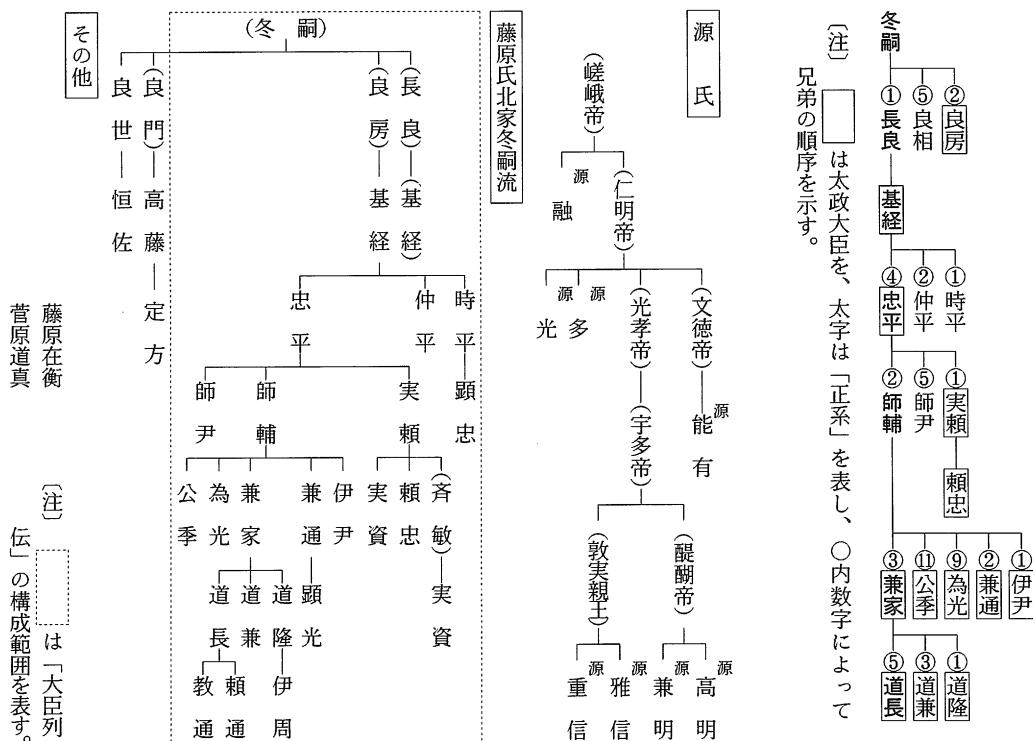 冬嗣
②良房
⑤良相
①長良
基経
①時平
②仲平
④忠平
①実頼
頼忠
⑤師尹
②師輔
①伊尹
②兼通
⑨為光
⑪公季
③兼家
①道隆
③道兼
⑤道長
〔注〕 は太政大臣を、太字は「正系」を表し、○内数字によって
兄弟の順序を示す。
源氏
(嵯峨帝)
(仁明帝)
源融
(文徳帝)
源能有
(光孝帝)
(宇多帝)
源多
源光
(醍醐帝)
源高明
源兼明
(敦実親王)
源雅信
源重信
藤原氏北家冬嗣流
(冬嗣)
(長良)(基経)
(良房)基経
時平 顕忠
仲平
忠平
実頼
(斉敏)実資
頼忠
実資
師輔
伊尹
兼通 顕光
兼家
道隆 伊周
道兼
道長
頼通
教通
為光
公季
師尹
(良門)高藤 定方
良世 恒佐
その他
藤原在衡
菅原道真
〔注〕 は「大臣列
伝」の構成範囲を表す。